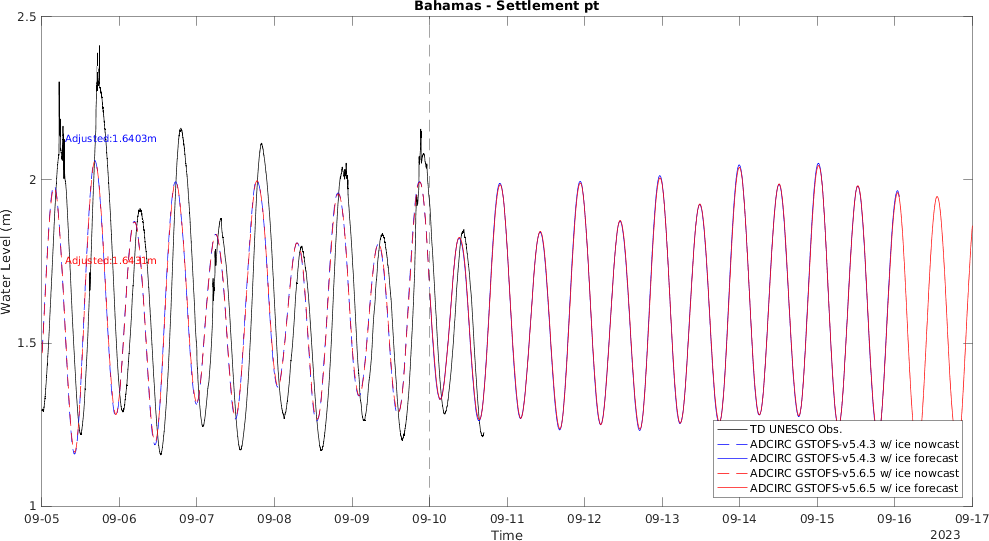 Bahamas - Settlement pt
2.5
2
1.5
1
Water Level (m)
Adjusted:1.6403m
Adjusted:1.6431m
TD UNESCO Obs.
ADCIRC GSTOFS-v5.4.3 w/ ice nowcast
ADCIRC GSTOFS-v5.4.3 w/ ice forecast
ADCIRC GSTOFS-v5.6.5 w/ ice nowcast
ADCIRC GSTOFS-v5.6.5 w/ ice forecast
09-05 09-06 09-07 09-08 09-09 09-10 09-11 09-12 09-13 09-14 09-15 09-16 09-17
Time
2023